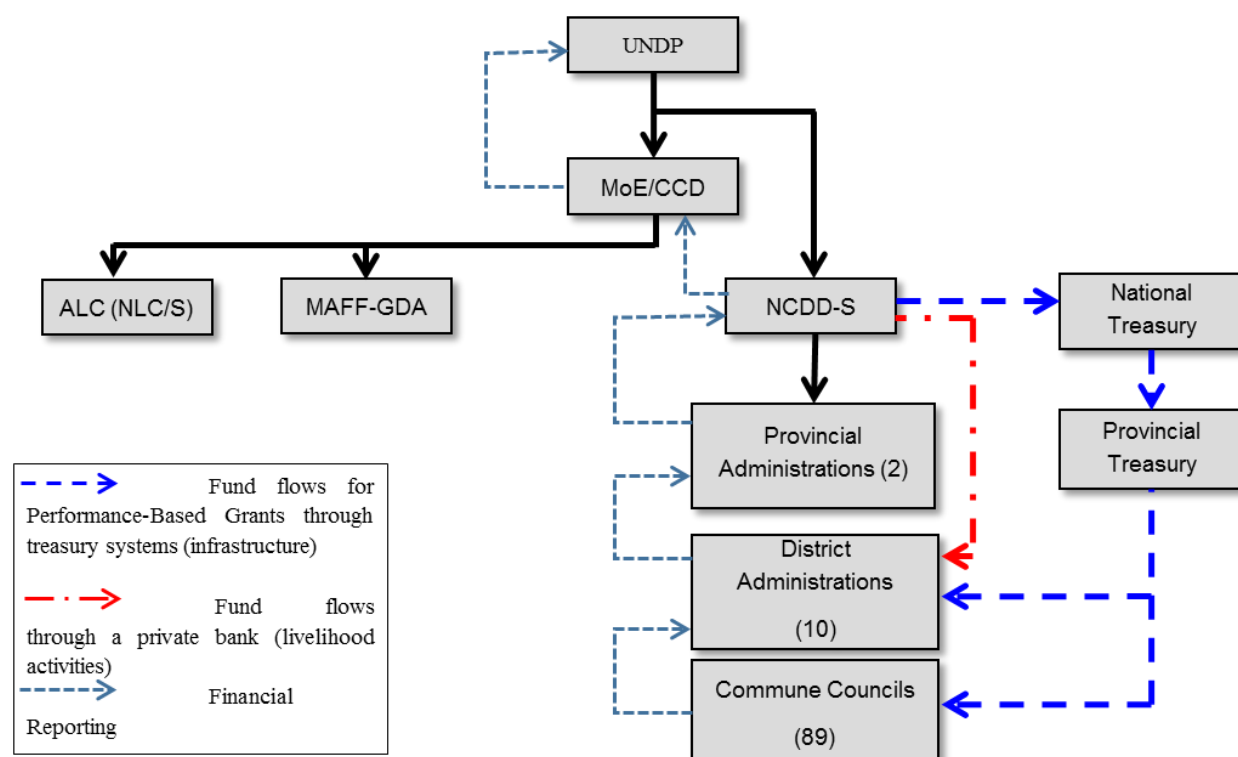 UNDP
MoE/CCD
ALC (NLC/S)
MAFF-GDA
NCDD-S
National
Treasury
Provincial
Administrations (2)
Provincial
Treasury
District
Administrations
(10)
Commune Councils
(89)
Fund flows for
Performance-Based Grants through
treasury systems (infrastructure)
Fund flows
through a private bank (livelihood
activities)
Financial
Reporting